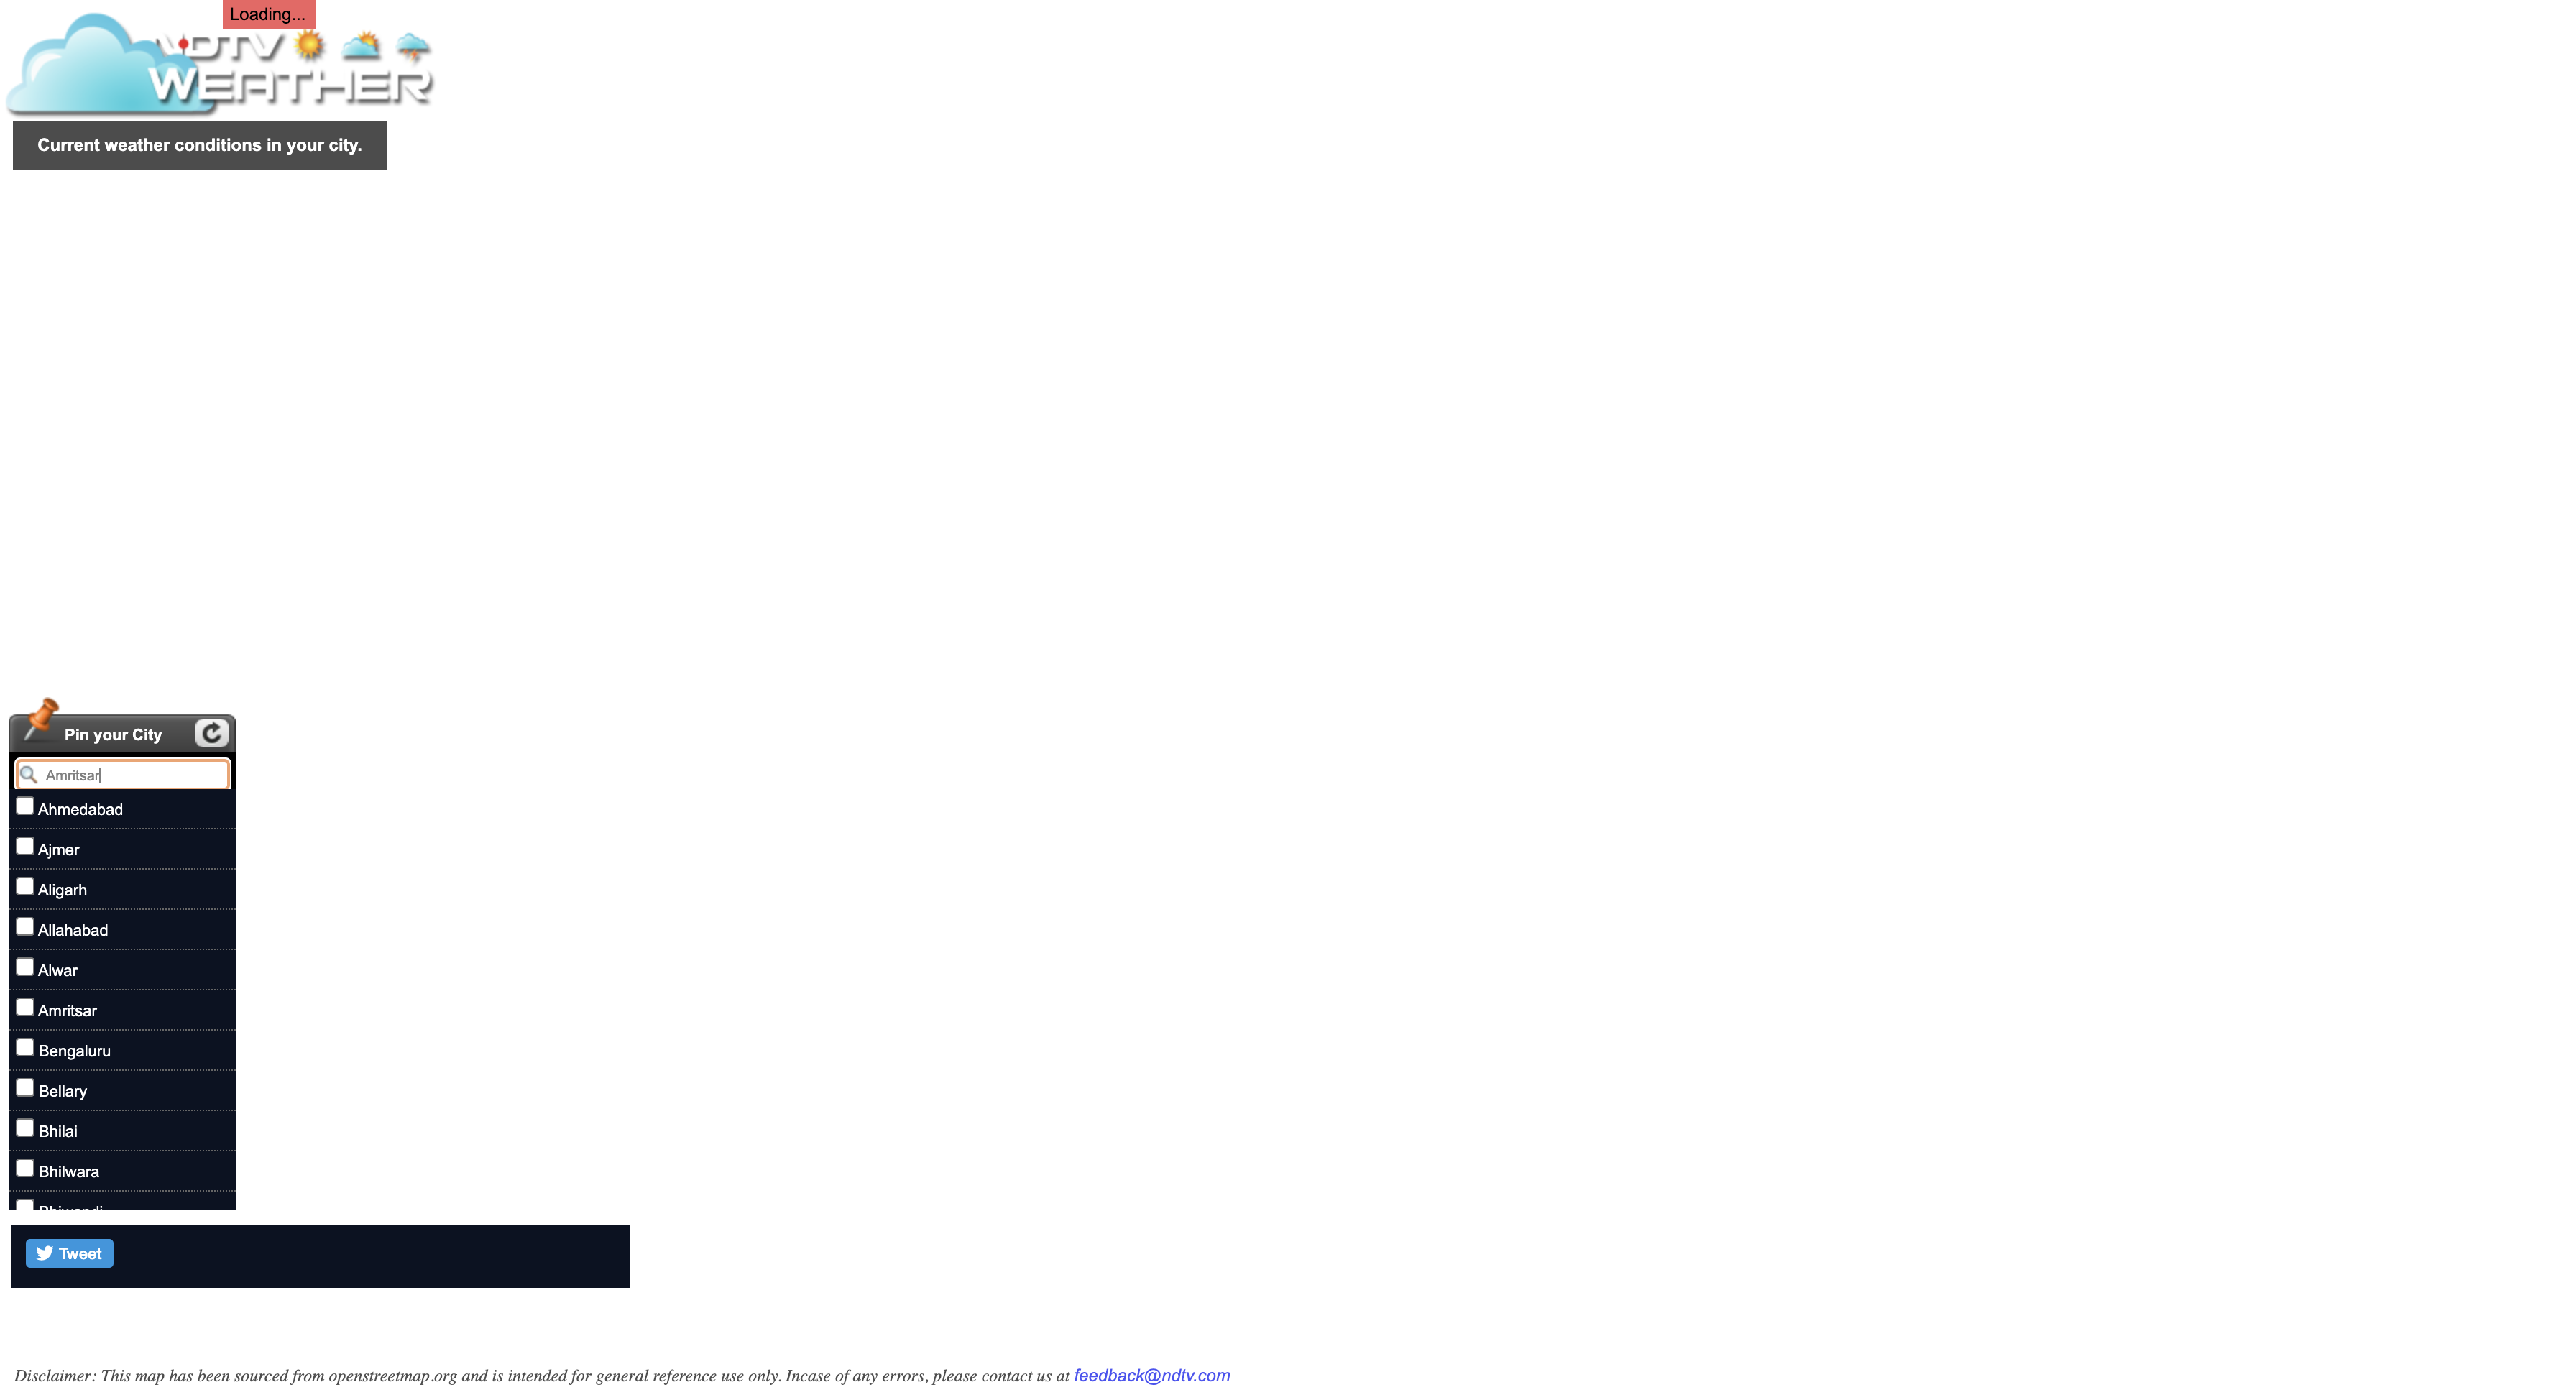 Loading...
NDTV
WEATHER
Current weather conditions in your city.
Pin your City
Amritsar
Ahmedabad
Ajmer
Aligarh
Allahabad
Alwar
Amritsar
Bengaluru
Bellary
Bhilai
Bhilwara
Bhiwandi
Tweet
Disclaimer: This map has been sourced from openstreetmap.org and is intended for general reference use only. Incase of any errors, please contact us at feedback@ndtv.com